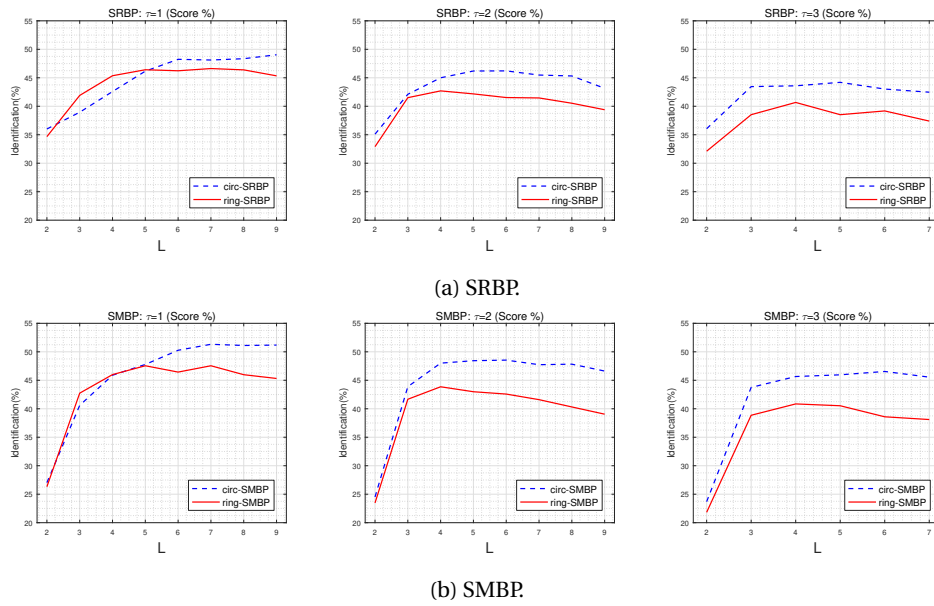 SRBP: τ=1 (Score %)
55
50
45
40
35
30
25
20
Identification(%)
circ-SRBP
ring-SRBP
2 3 4 5 6 7 8 9
L
SRBP: τ=2 (Score %)
55
50
45
40
35
30
25
20
Identification(%)
circ-SRBP
ring-SRBP
2 3 4 5 6 7 8 9
L
SRBP: τ=3 (Score %)
55
50
45
40
35
30
25
20
Identification(%)
circ-SRBP
ring-SRBP
2 3 4 5 6 7
L
(a) SRBP.
SMBP: τ=1 (Score %)
55
50
45
40
35
30
25
20
Identification(%)
circ-SMBP
ring-SMBP
2 3 4 5 6 7 8 9
L
SMBP: τ=2 (Score %)
55
50
45
40
35
30
25
20
Identification(%)
circ-SMBP
ring-SMBP
2 3 4 5 6 7 8 9
L
SMBP: τ=3 (Score %)
55
50
45
40
35
30
25
20
Identification(%)
circ-SMBP
ring-SMBP
2 3 4 5 6 7
L
(b) SMBP.